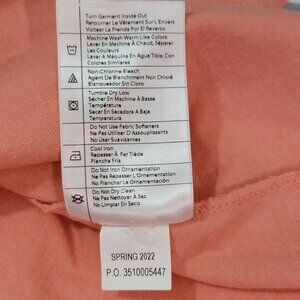 Turn Garment Inside Out
Retourner Le Vêtement Sur L'Envers
Voltear La Prenda Por El Revés
Machine Wash Warm Like Colors
Laver En Machine À Chaud, Séparer
Les Couleurs
Lavar A Máquina En Agua Tibia, Con
Colores Similares
Non-Chlorine Bleach
Agent De Blanchiment Non Chloré
Blanqueador Sin Cloro
Tumble Dry Low
Sécher En Machine À Basse
Température
Secar En Secadora A Baja
Temperatura
Do Not Use Fabric Softeners
Ne Pas Utiliser D'Assouplissants
No Usar Suavizantes
Cool Iron
Repasser À Fer Tiède
Plancha Fría
Do Not Iron Ornamentation
Ne Pas Repasser L'Ornement
No Planchar La Ornamentación
Do Not Dry Clean
Ne Pas Nettoyer À Sec
No Limpiar En Seco
SPRING 2022
P.O. 3510005447